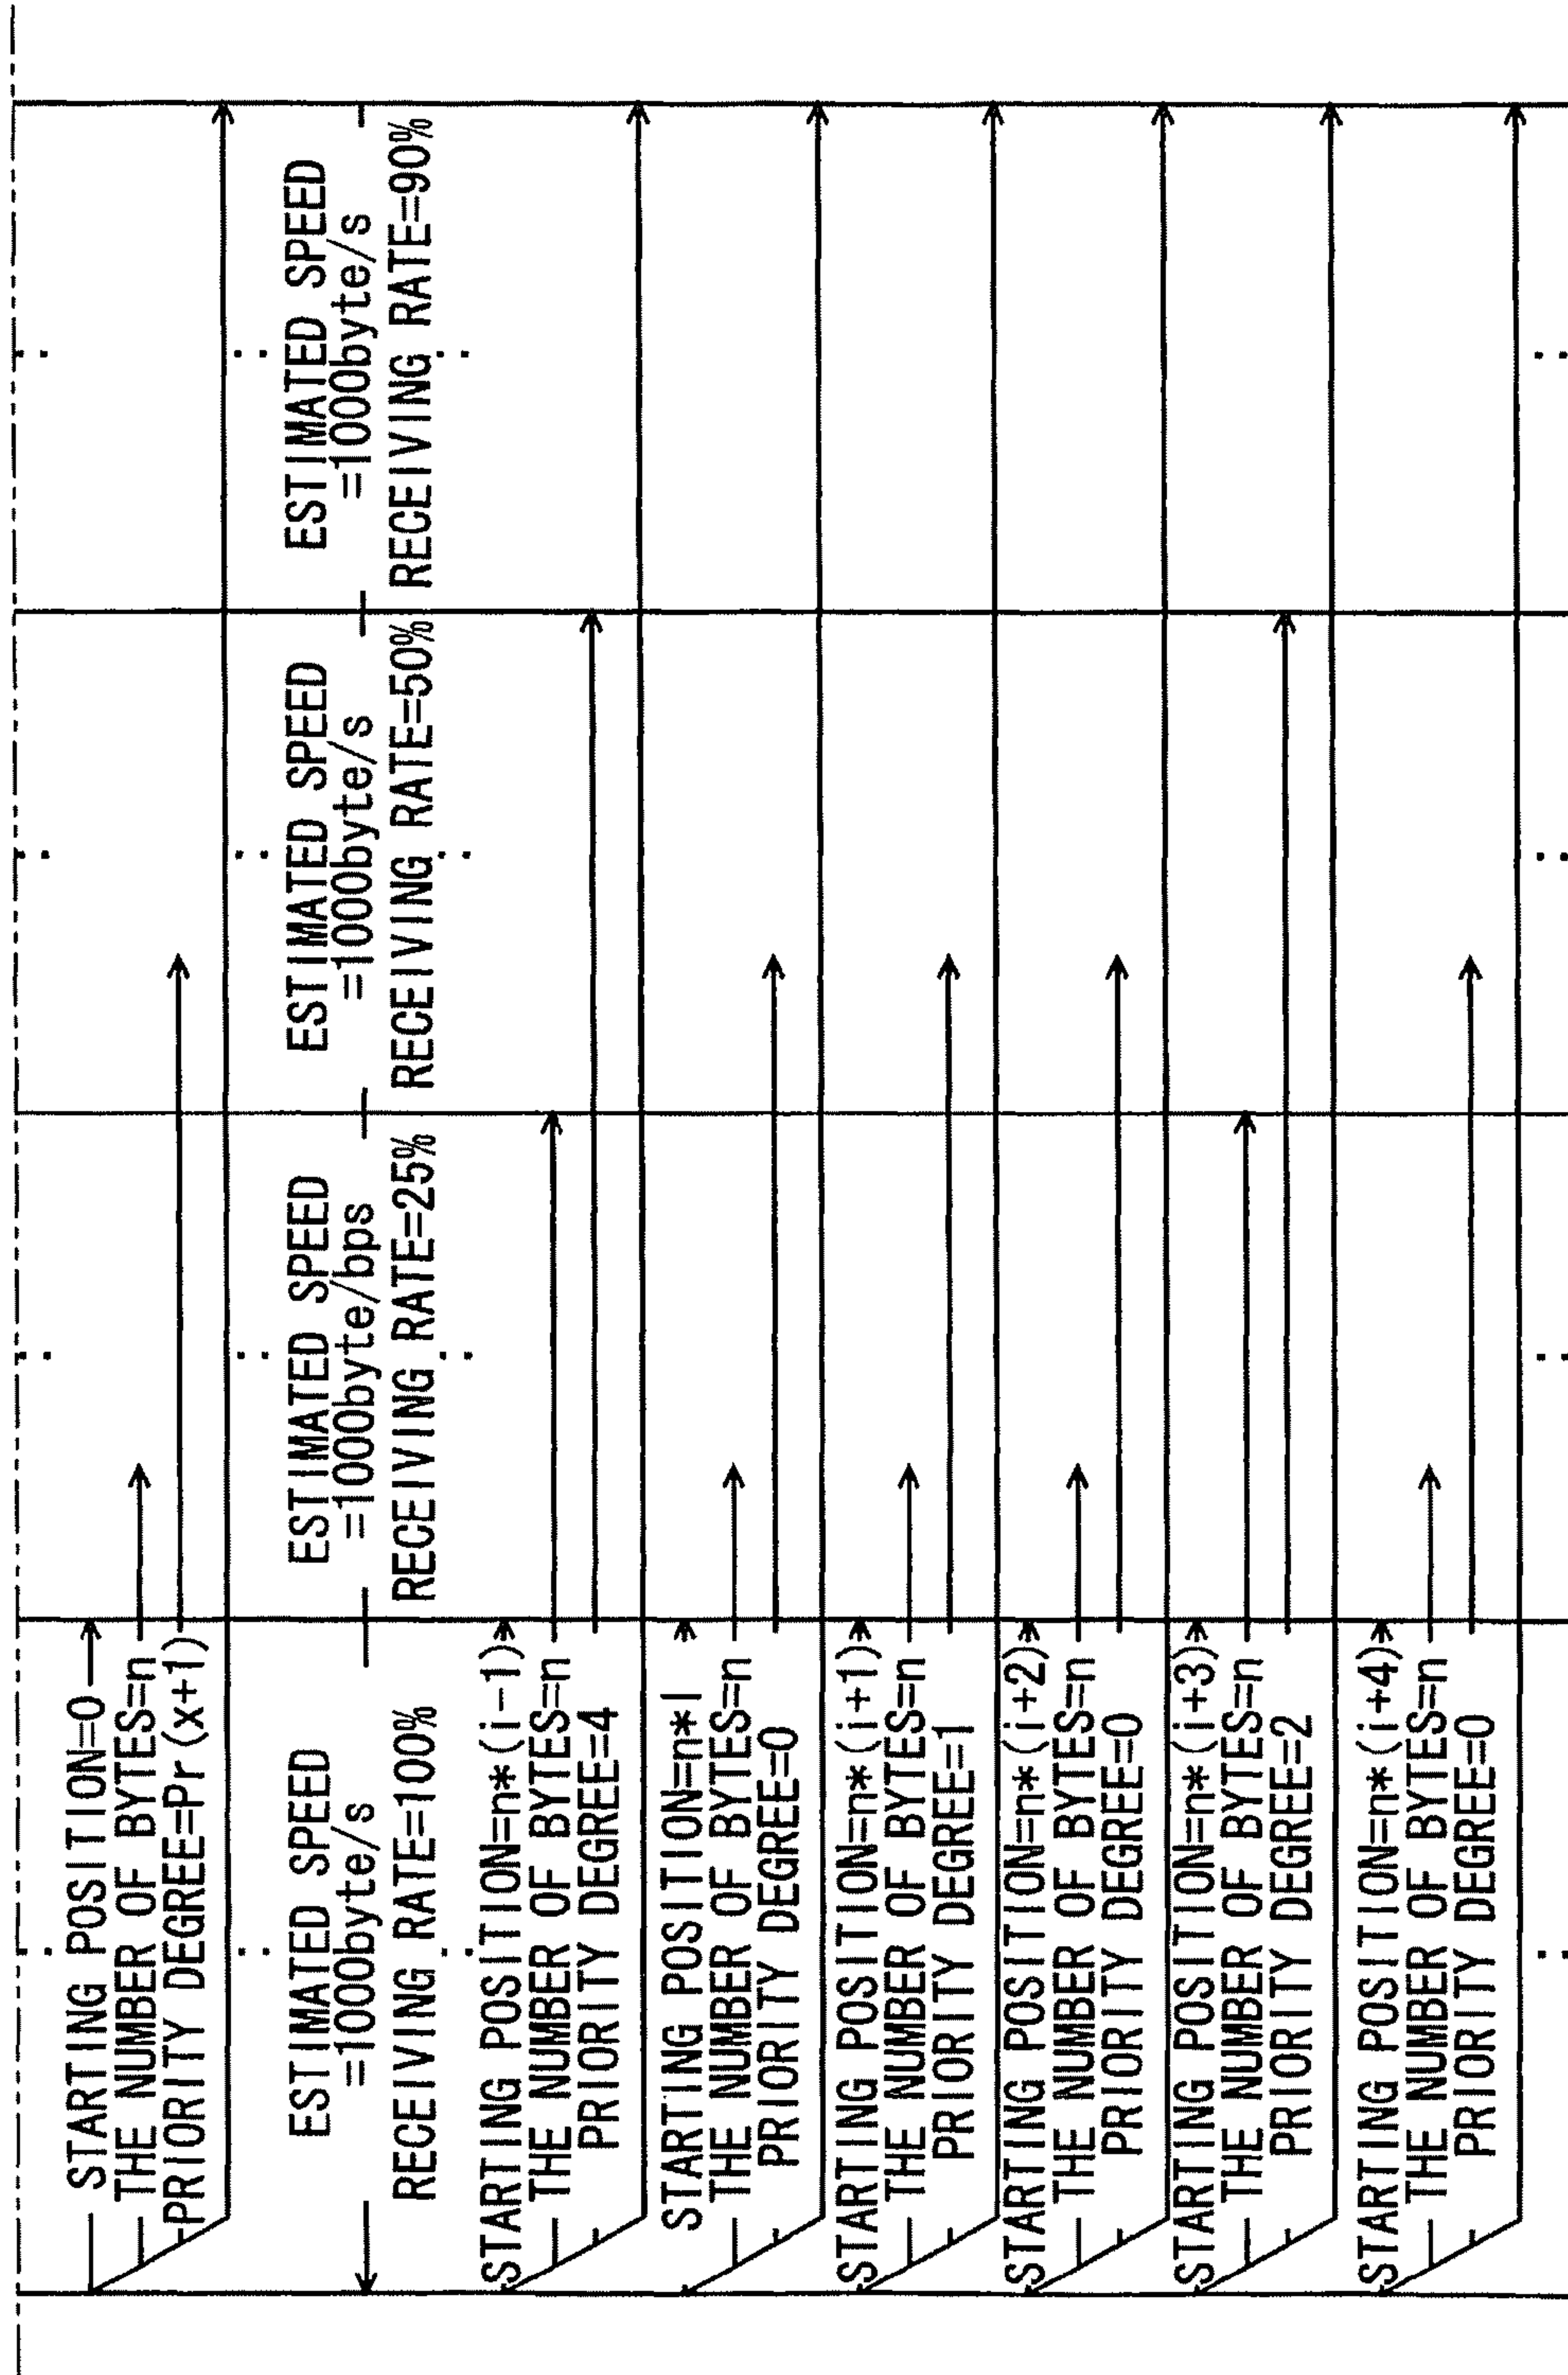 STARTING POSITION=0
THE NUMBER OF BYTES=n
PRIORITY DEGREE=Pr(x+1)
ESTIMATED SPEED
=1000byte/s
RECEIVING RATE=100%
ESTIMATED SPEED
=1000byte/bps
RECEIVING RATE=25%
ESTIMATED SPEED
=1000byte/s
RECEIVING RATE=50%
ESTIMATED SPEED
=1000byte/s
RECEIVING RATE=90%
STARTING POSITION=n*(i-1)
THE NUMBER OF BYTES=n
PRIORITY DEGREE=4
STARTING POSITION=n*I
THE NUMBER OF BYTES=n
PRIORITY DEGREE=0
STARTING POSITION=n*(i+1)
THE NUMBER OF BYTES=n
PRIORITY DEGREE=1
STARTING POSITION=n*(i+2)
THE NUMBER OF BYTES=n
PRIORITY DEGREE=0
STARTING POSITION=n*(i+3)
THE NUMBER OF BYTES=n
PRIORITY DEGREE=2
STARTING POSITION=n*(i+4)
THE NUMBER OF BYTES=n
PRIORITY DEGREE=0